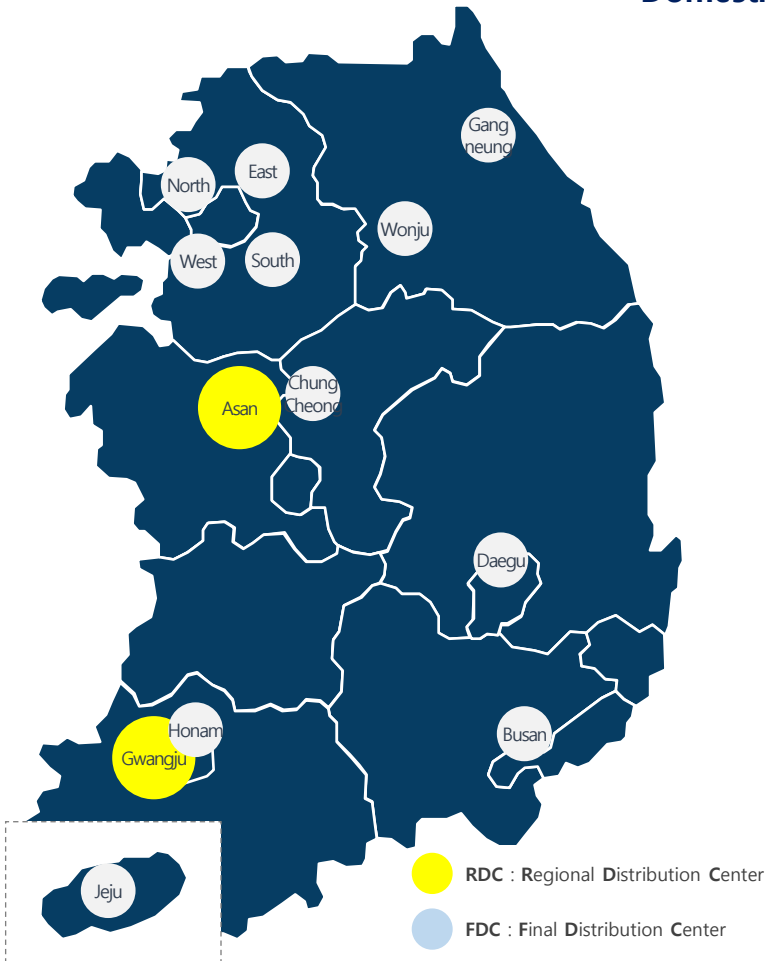 Gang
neung
East
North
Wonju
West
South
Chung
Cheong
Asan
Daegu
Honam
Busan
Gwangju
Jeju
RDC : Regional Distribution Center
FDC : Final Distribution Center